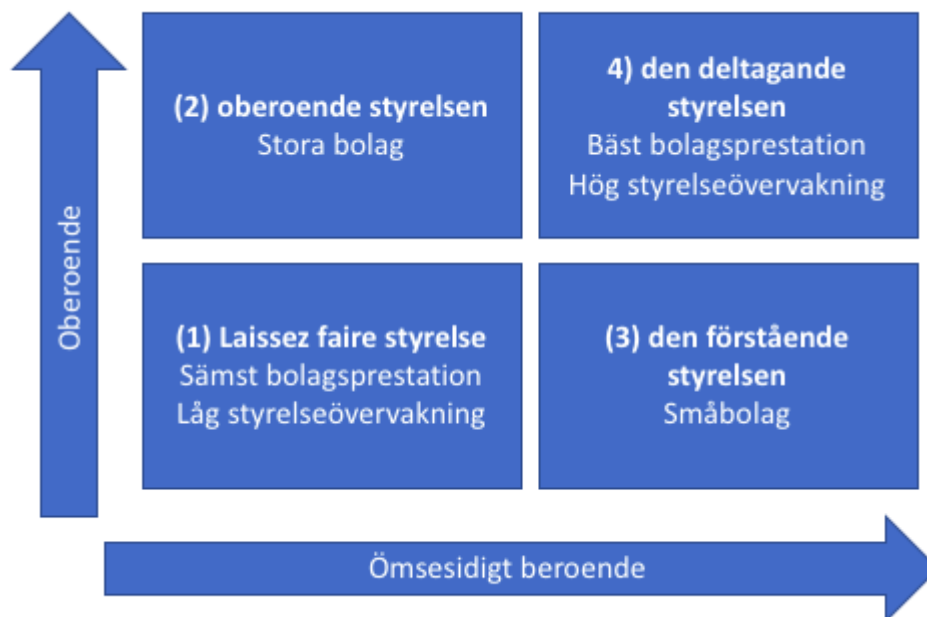 Oberoende
(2) oberoende styrelsen
Stora bolag
4) den deltagande
styrelsen
Bäst bolagsprestation
Hög styrelseövervakning
(1) Laissez faire styrelse
Sämst bolagsprestation
Låg styrelseövervakning
(3) den förstående
styrelsen
Småbolag
Ömsesidigt beroende